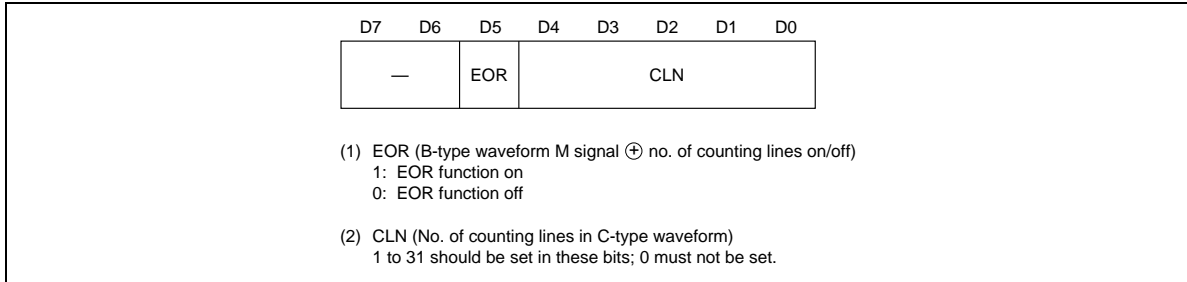 D7 D6 D5 D4 D3 D2 D1 D0
— EOR CLN
(1) EOR (B-type waveform M signal ⊕ no. of counting lines on/off)
1: EOR function on
0: EOR function off
(2) CLN (No. of counting lines in C-type waveform)
1 to 31 should be set in these bits; 0 must not be set.